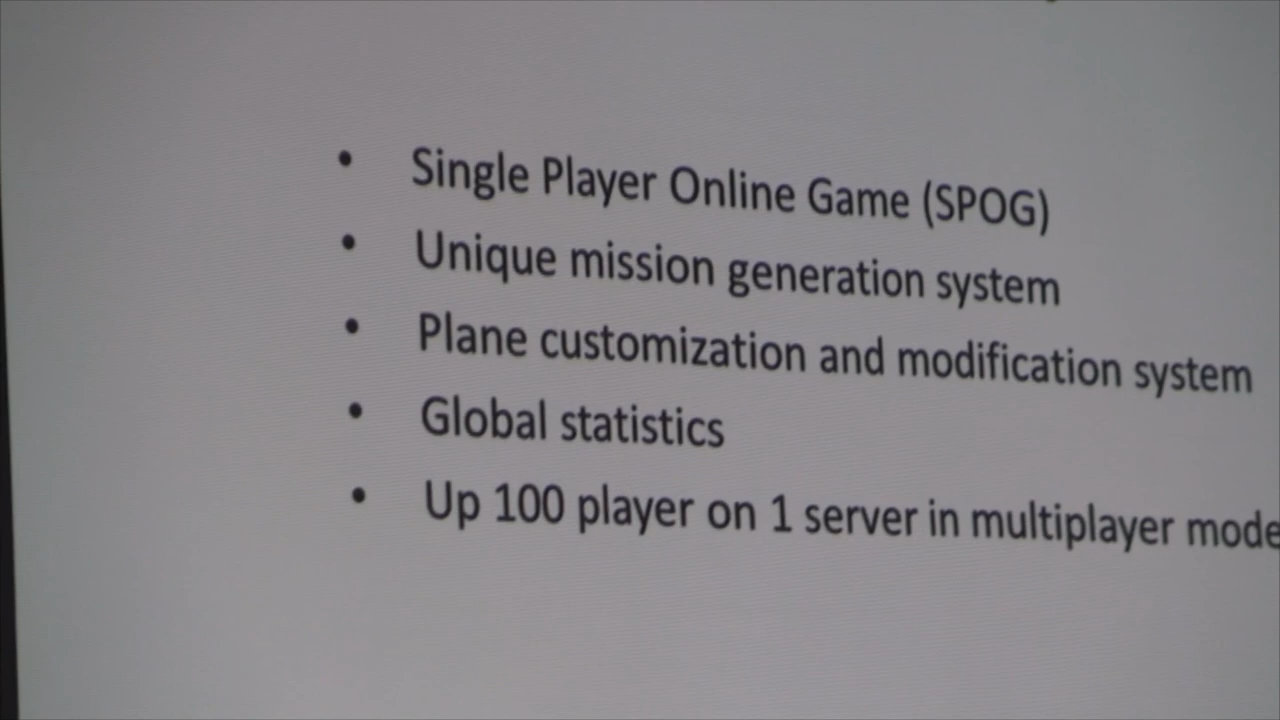 • Single Player Online Game (SPOG)
• Unique mission generation system
• Plane customization and modification system
• Global statistics
• Up 100 player on 1 server in multiplayer mode